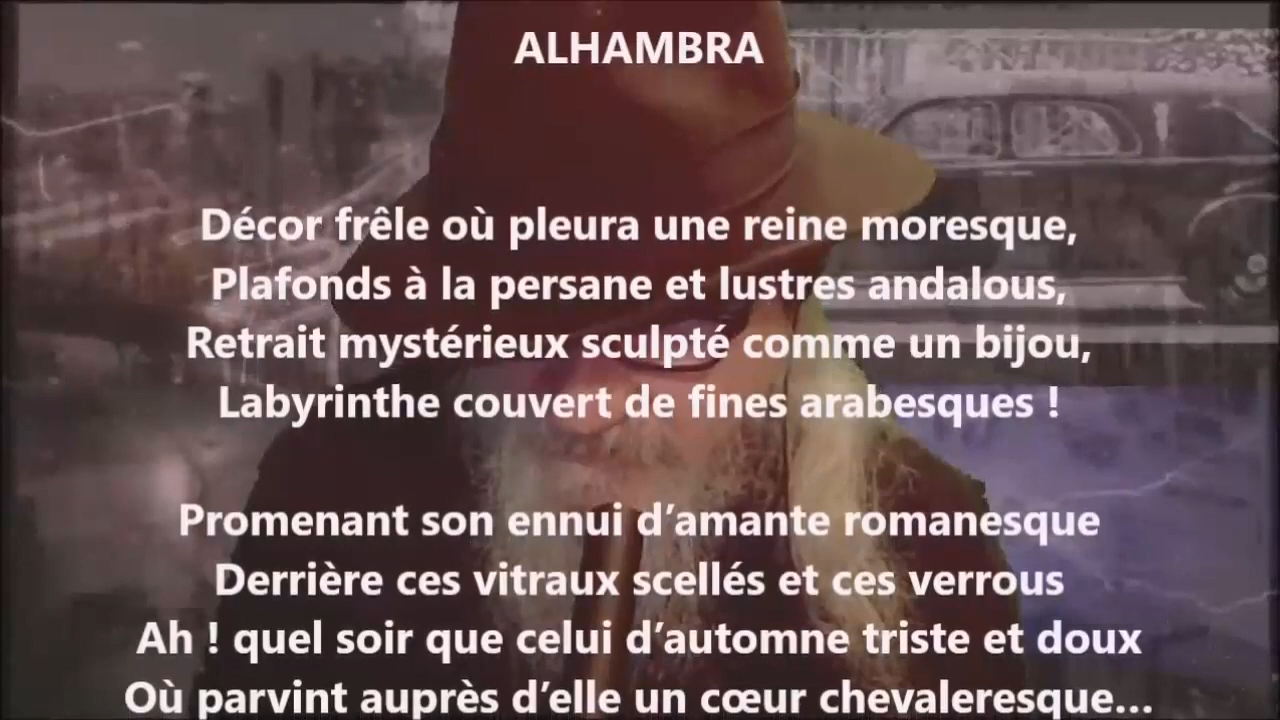 ALHAMBRA
Décor frêle où pleura une reine moresque,
Plafonds à la persane et lustres andalous,
Retrait mystérieux sculpté comme un bijou,
Labyrinthe couvert de fines arabesques !
Promenant son ennui d’amante romanesque
Derrière ces vitraux scellés et ces verrous
Ah ! quel soir que celui d’automne triste et doux
Où parvint auprès d’elle un cœur chevaleresque…